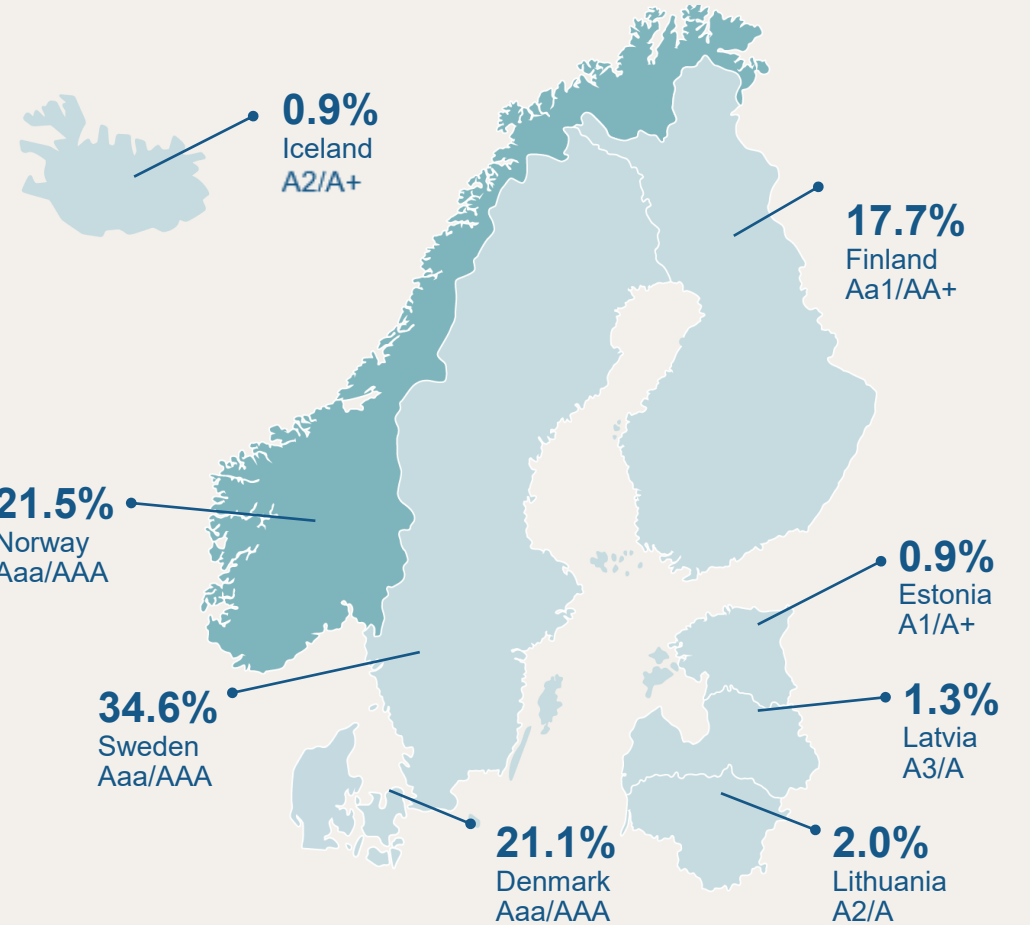 0.9%
Iceland
A2/A+
17.7%
Finland
Aa1/AA+
21.5%
Norway
Aaa/AAA
0.9%
Estonia
A1/A+
34.6%
Sweden
Aaa/AAA
1.3%
Latvia
A3/A
21.1%
Denmark
Aaa/AAA
2.0%
Lithuania
A2/A